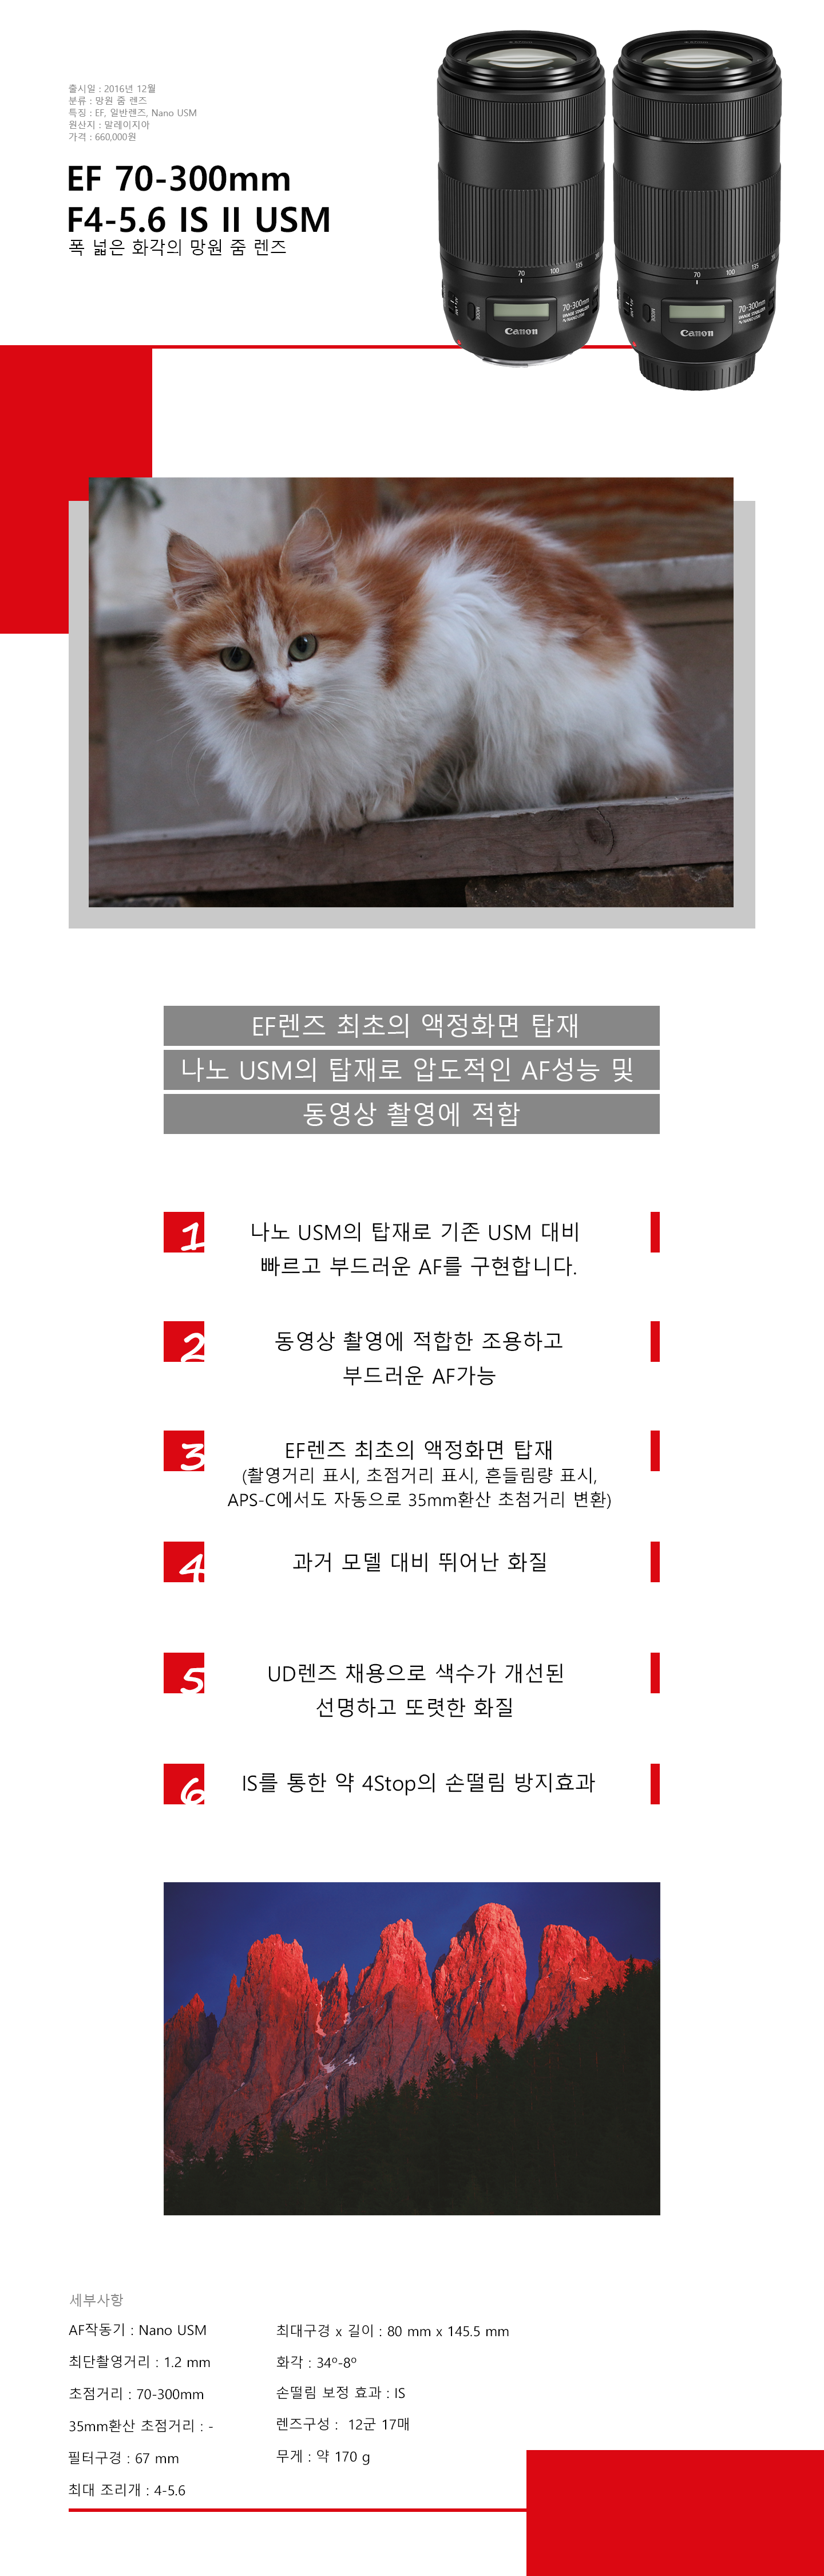 출시일 : 2016년 12월
분류 : 망원 줌 렌즈
특징 : EF, 일반렌즈, Nano USM
원산지 : 말레이지아
가격 : 660,000원
EF 70-300mm
F4-5.6 IS II USM
폭 넓은 화각의 망원 줌 렌즈
70 100 135
70 100 135
70-300mm
70-300mm
IMAGE STABILIZER
IMAGE STABILIZER
Canon
Canon
EF렌즈 최초의 액정화면 탑재
나노 USM의 탑재로 압도적인 AF성능 및
동영상 촬영에 적합
1 나노 USM의 탑재로 기존 USM 대비
빠르고 부드러운 AF를 구현합니다.
2 동영상 촬영에 적합한 조용하고
부드러운 AF가능
3 EF렌즈 최초의 액정화면 탑재
(촬영거리 표시, 초점거리 표시, 흔들림량 표시,
APS-C에서도 자동으로 35mm환산 초첨거리 변환)
4 과거 모델 대비 뛰어난 화질
5 UD렌즈 채용으로 색수가 개선된
선명하고 또렷한 화질
6 IS를 통한 약 4Stop의 손떨림 방지효과
세부사항
AF작동기 : Nano USM
최단촬영거리 : 1.2 mm
초점거리 : 70-300mm
35mm환산 초점거리 : -
필터구경 : 67 mm
최대 조리개 : 4-5.6
최대구경 x 길이 : 80 mm x 145.5 mm
화각 : 34º-8º
손떨림 보정 효과 : IS
렌즈구성 : 12군 17매
무게 : 약 170 g